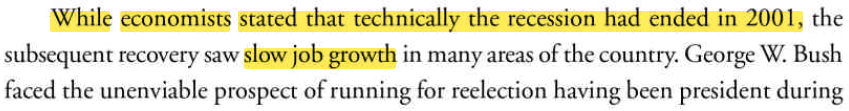 While economists stated that technically the recession had ended in 2001, the
subsequent recovery saw slow job growth in many areas of the country. George W. Bush
faced the unenviable prospect of running for reelection having been president during